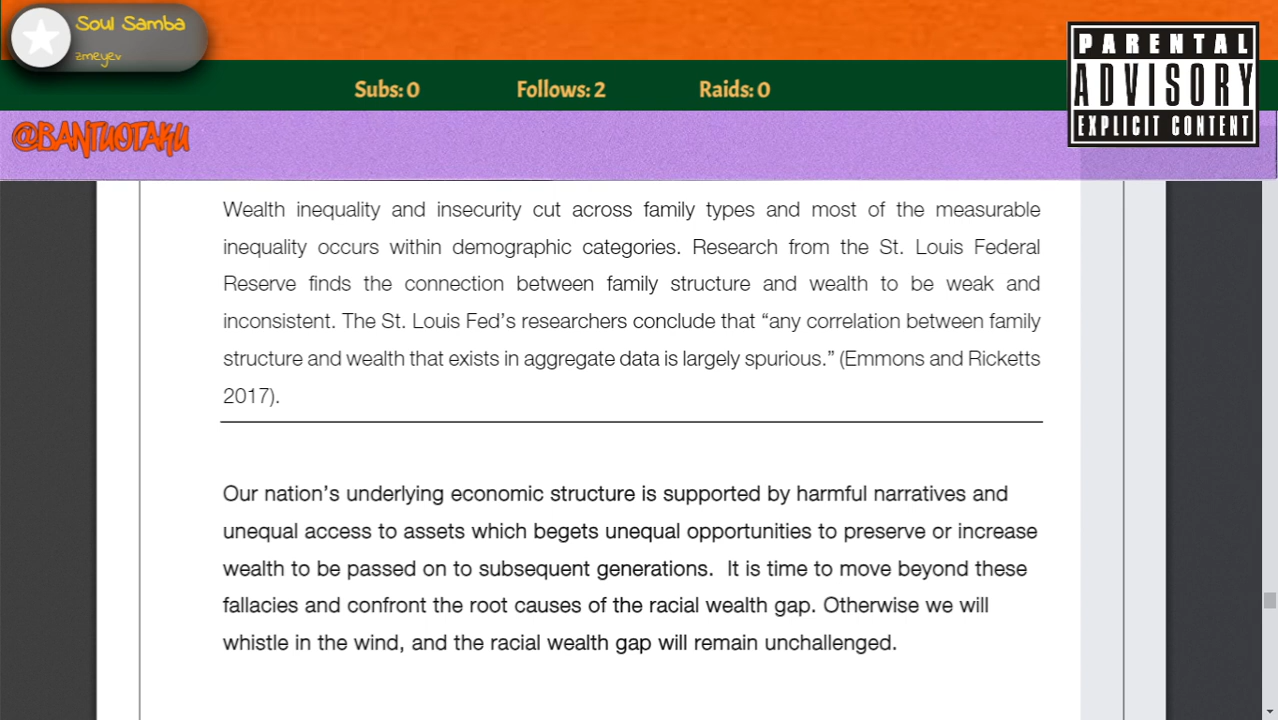 Soul Samba
zmeyev
PARENTAL
ADVISORY
EXPLICIT CONTENT
Subs: 0 Follows: 2 Raids: 0
@BANTUOTAKU
Wealth inequality and insecurity cut across family types and most of the measurable
inequality occurs within demographic categories. Research from the St. Louis Federal
Reserve finds the connection between family structure and wealth to be weak and
inconsistent. The St. Louis Fed’s researchers conclude that “any correlation between family
structure and wealth that exists in aggregate data is largely spurious.” (Emmons and Ricketts
2017).
Our nation’s underlying economic structure is supported by harmful narratives and
unequal access to assets which begets unequal opportunities to preserve or increase
wealth to be passed on to subsequent generations. It is time to move beyond these
fallacies and confront the root causes of the racial wealth gap. Otherwise we will
whistle in the wind, and the racial wealth gap will remain unchallenged.